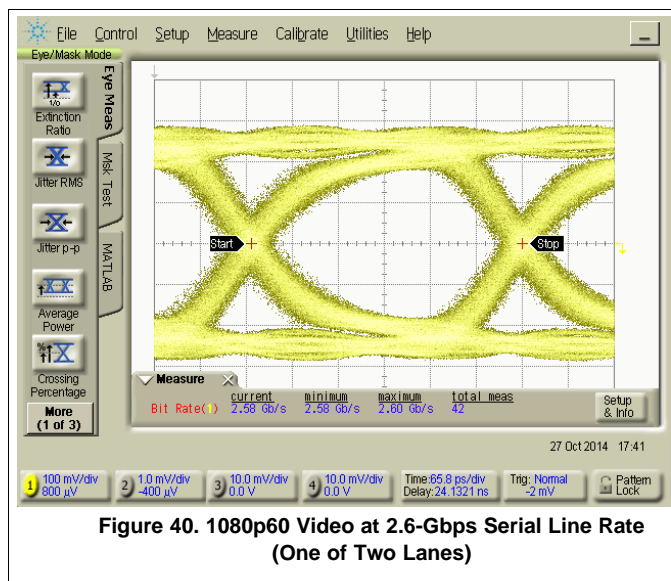 File Control Setup Measure Calibrate Utilities Help
Eye/Mask Mode
Eye Meas
Msk Test
MATLAB
1/0
Extinction
Ratio
Jitter RMS
Jitter p-p
Average
Power
%
Crossing
Percentage
More
(1 of 3)
Start
Stop
Measure
current minimum maximum total meas
Bit Rate(1) 2.58 Gb/s 2.58 Gb/s 2.60 Gb/s 42
Setup
& Info
27 Oct 2014 17:41
1 100 mV/div
800 µV
2 1.0 mV/div
-400 µV
3 10.0 mV/div
0.0 V
4 10.0 mV/div
0.0 V
Time:65.8 ps/div
Delay:24.1321 ns
Trig: Normal
-2 mV
Pattern
Lock
Figure 40. 1080p60 Video at 2.6-Gbps Serial Line Rate
(One of Two Lanes)